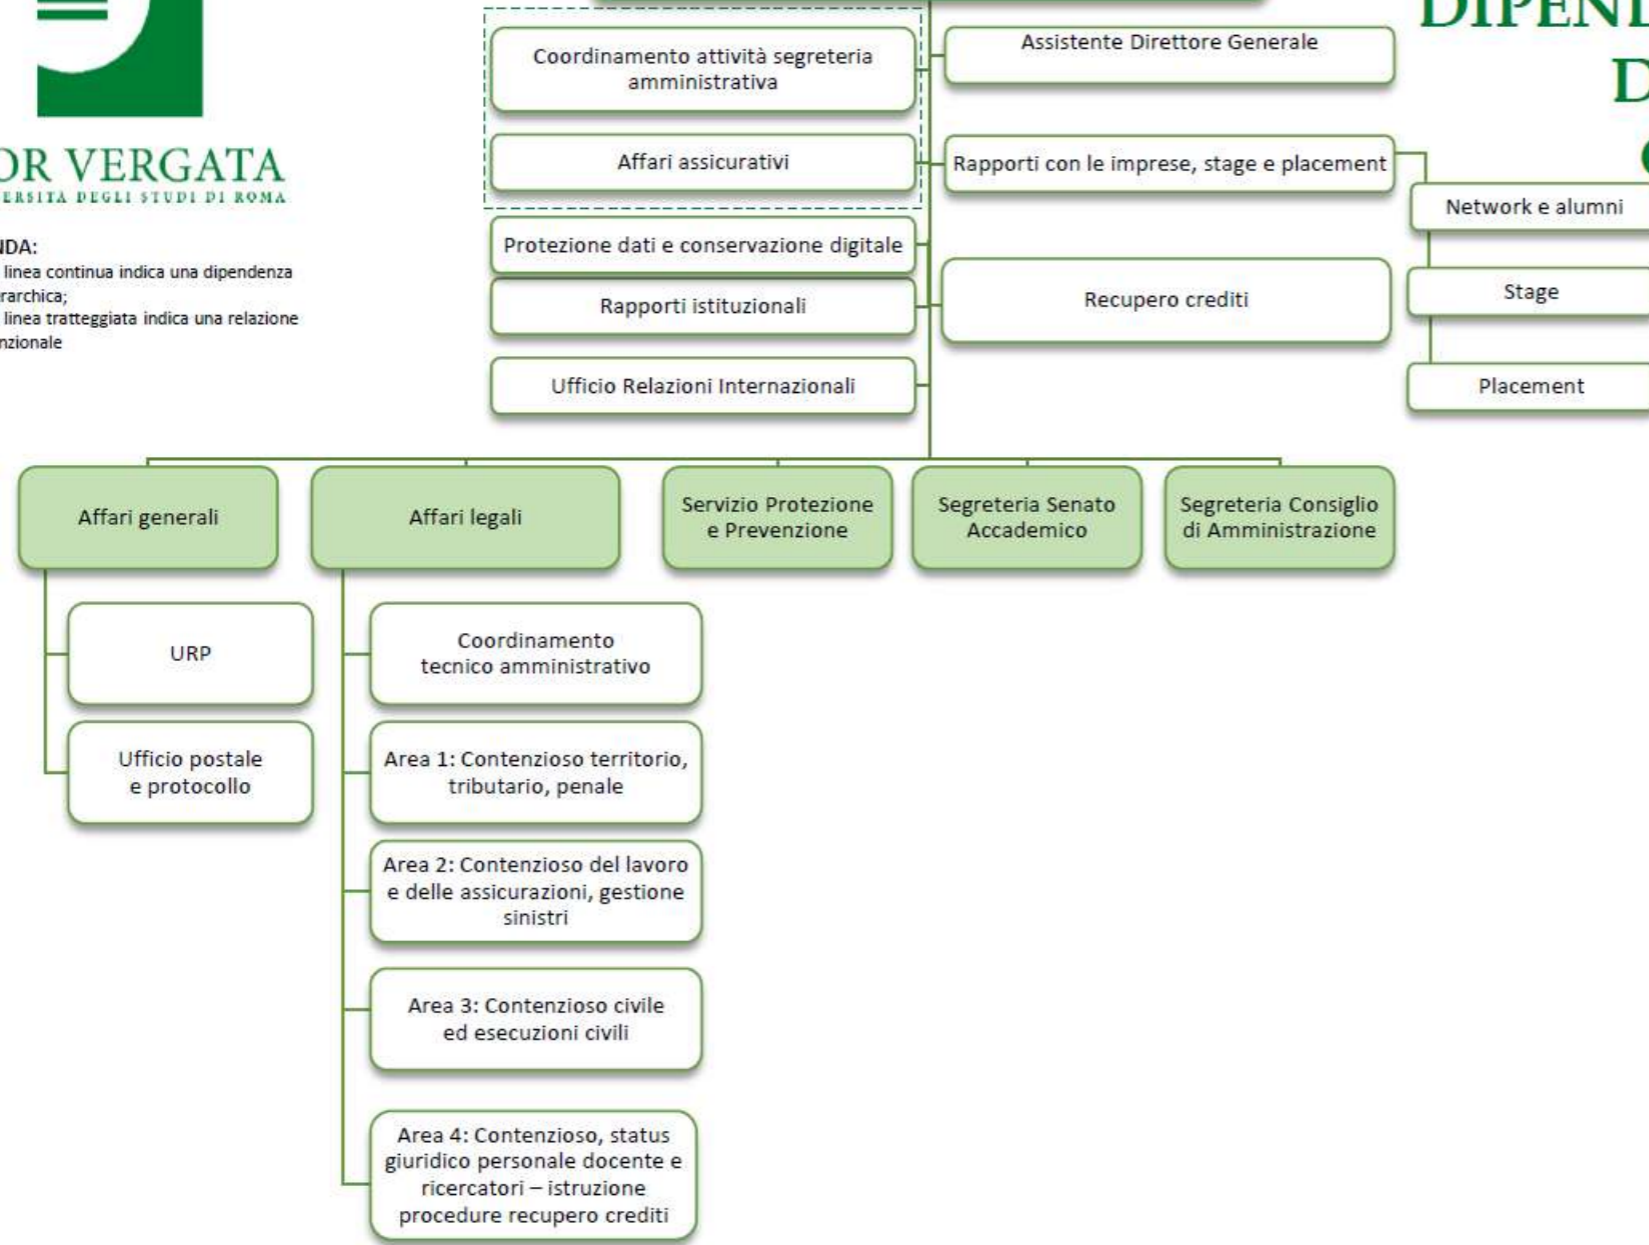 DIPEN
D
OR VERGATA
ERSITÀ DEGLI STUDI DI ROMA
NDA:
linea continua indica una dipendenza
rarchica;
linea tratteggiata indica una relazione
nzionale
Coordinamento attività segreteria
amministrativa
Assistente Direttore Generale
Affari assicurativi
Rapporti con le imprese, stage e placement
Network e alumni
Stage
Placement
Protezione dati e conservazione digitale
Rapporti istituzionali
Recupero crediti
Ufficio Relazioni Internazionali
Affari generali
Affari legali
Servizio Protezione
e Prevenzione
Segreteria Senato
Accademico
Segreteria Consiglio
di Amministrazione
URP
Ufficio postale
e protocollo
Coordinamento
tecnico amministrativo
Area 1: Contenzioso territorio,
tributario, penale
Area 2: Contenzioso del lavoro
e delle assicurazioni, gestione
sinistri
Area 3: Contenzioso civile
ed esecuzioni civili
Area 4: Contenzioso, status
giuridico personale docente e
ricercatori – istruzione
procedure recupero crediti